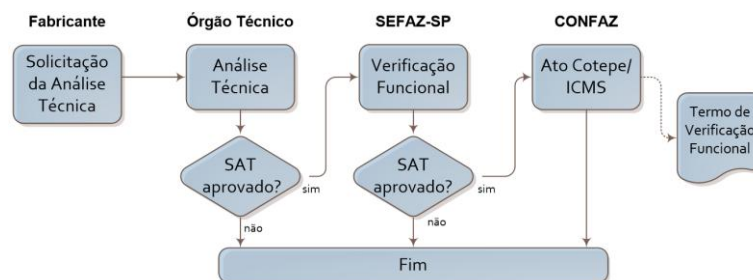 Fabricante
Órgão Técnico
SEFAZ-SP
CONFAZ
Solicitação
da Análise
Técnica
Análise
Técnica
Verificação
Funcional
Ato Cotepe/
ICMS
Termo de
Verificação
Funcional
SAT
aprovado?
sim
não
SAT
aprovado?
sim
não
Fim